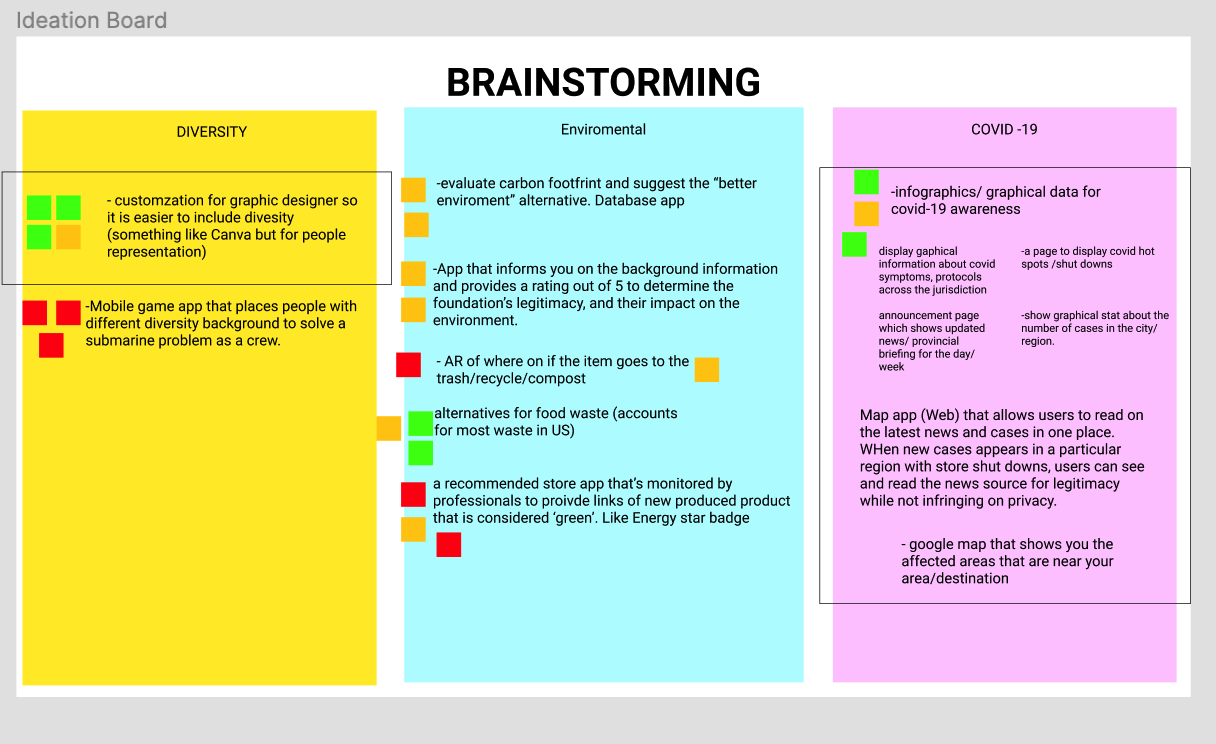 Ideation Board
BRAINSTORMING
DIVERSITY
- customzation for graphic designer so
it is easier to include divesity
(something like Canva but for people
representation)
-Mobile game app that places people with
different diversity background to solve a
submarine problem as a crew.
Enviromental
-evaluate carbon footfrint and suggest the “better
enviroment” alternative. Database app
-App that informs you on the background information
and provides a rating out of 5 to determine the
foundation’s legitimacy, and their impact on the
environment.
- AR of where on if the item goes to the
trash/recycle/compost
alternatives for food waste (accounts
for most waste in US)
a recommended store app that’s monitored by
professionals to proivde links of new produced product
that is considered ‘green’. Like Energy star badge
COVID -19
-infographics/ graphical data for
covid-19 awareness
display gaphical
information about covid
symptoms, protocols
across the jurisdiction
-a page to display covid hot
spots /shut downs
announcement page
which shows updated
news/ provincial
briefing for the day/
week
-show graphical stat about the
number of cases in the city/
region.
Map app (Web) that allows users to read on
the latest news and cases in one place.
WHen new cases appears in a particular
region with store shut downs, users can see
and read the news source for legitimacy
while not infringing on privacy.
- google map that shows you the
affected areas that are near your
area/destination